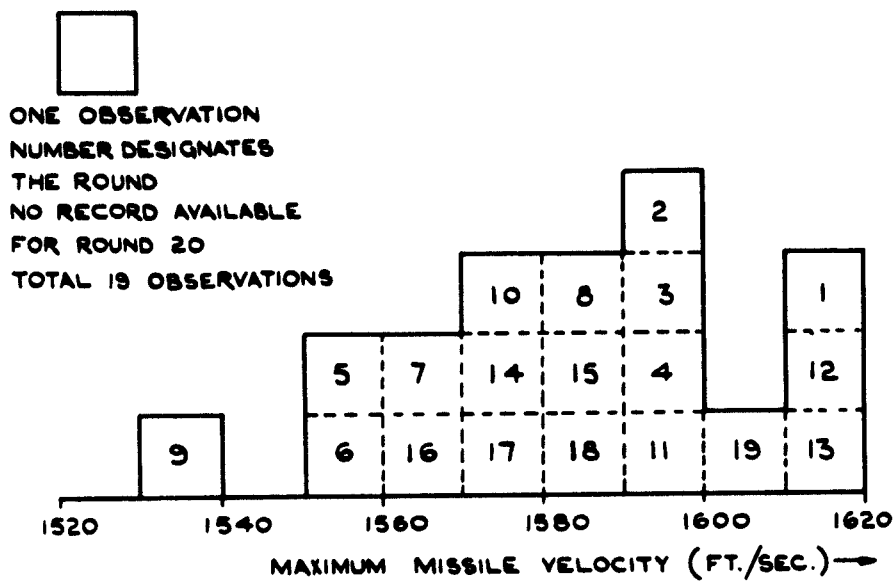 ONE OBSERVATION
NUMBER DESIGNATES
THE ROUND
NO RECORD AVAILABLE
FOR ROUND 20
TOTAL 19 OBSERVATIONS
2
10 8 3 1
5 7 14 15 4 12
9 6 16 17 18 11 19 13
1520 1540 1560 1580 1600 1620
MAXIMUM MISSILE VELOCITY (FT./SEC.)